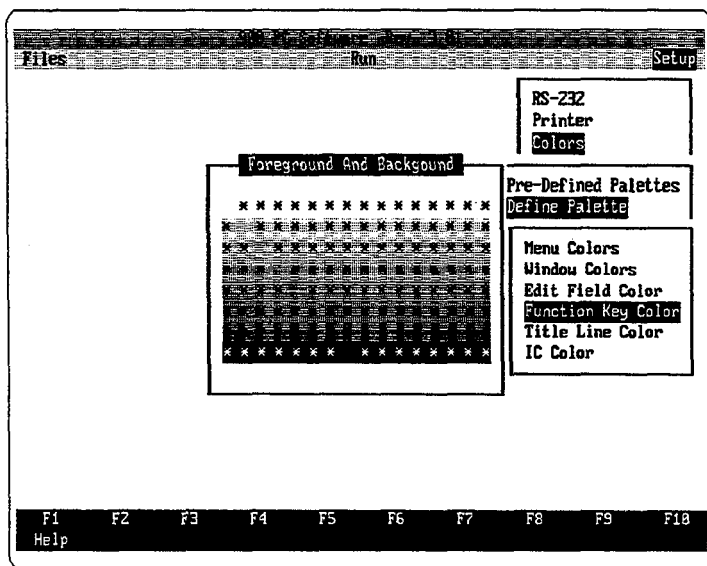 Files Run Setup
RS-232
Printer
Colors
Foreground And Backgound
Pre-Defined Palettes
Define Palette
Menu Colors
Window Colors
Edit Field Color
Function Key Color
Title Line Color
IC Color
F1 F2 F3 F4 F5 F6 F7 F8 F9 F10
Help